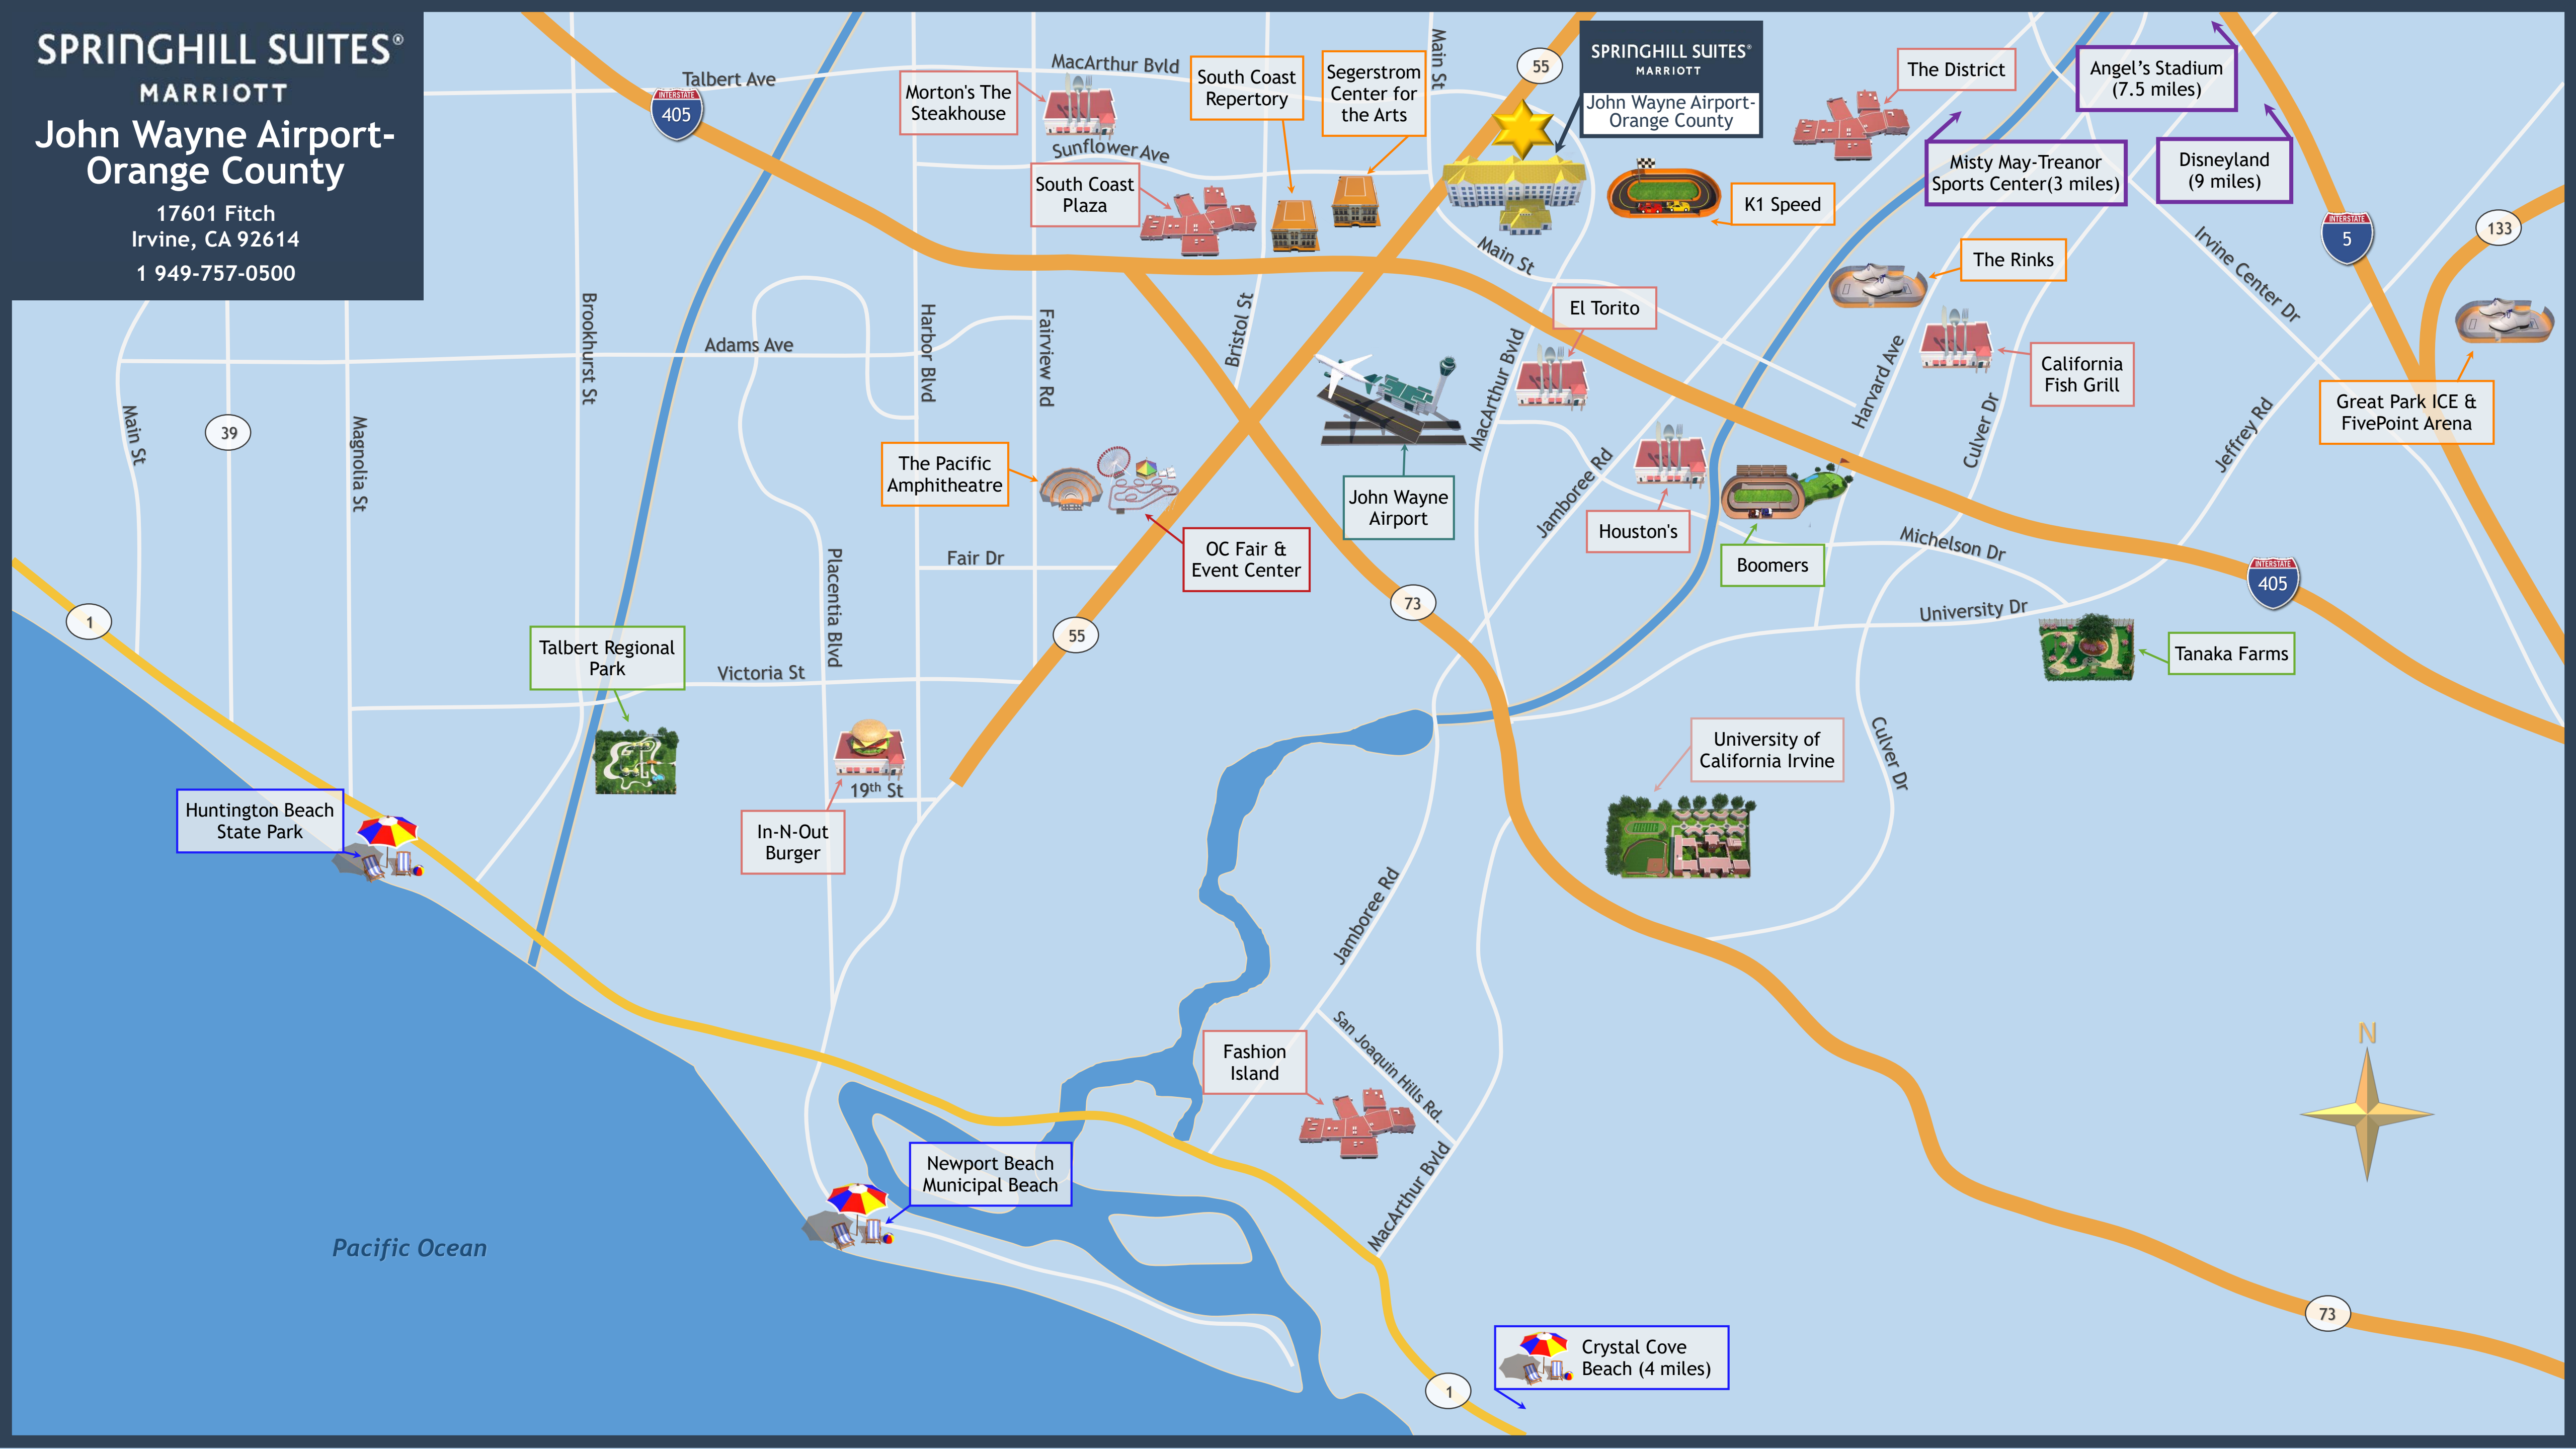 SPRINGHILL SUITES®
MARRIOTT
John Wayne Airport-
Orange County
17601 Fitch
Irvine, CA 92614
1 949-757-0500
SPRINGHILL SUITES®
MARRIOTT
John Wayne Airport-
Orange County
Talbert Ave
INTERSTATE
405
MacArthur Bvld
Morton's The
Steakhouse
South Coast
Repertory
Segerstrom
Center for
the Arts
Main St
55
The District
Angel's Stadium
(7.5 miles)
Misty May-Treanor
Sports Center(3 miles)
Disneyland
(9 miles)
Sunflower Ave
South Coast
Plaza
K1 Speed
Main St
The Rinks
Irvine Center Dr
INTERSTATE
5
133
Brookhurst St
Adams Ave
Harbor Blvd
Fairview Rd
Bristol St
El Torito
MacArthur Bvld
Harvard Ave
California
Fish Grill
Culver Dr
Jeffrey Rd
Great Park ICE &
FivePoint Arena
Main St
39
Magnolia St
The Pacific
Amphitheatre
John Wayne
Airport
Jamboree Rd
Houston's
Boomers
Michelson Dr
INTERSTATE
405
OC Fair &
Event Center
Fair Dr
Placentia Blvd
73
55
1
University Dr
Tanaka Farms
Talbert Regional
Park
Victoria St
University of
California Irvine
Culver Dr
Huntington Beach
State Park
19th St
In-N-Out
Burger
Jamboree Rd
San Joaquin Hills Rd.
Fashion
Island
N
Newport Beach
Municipal Beach
MacArthur Bvld
Pacific Ocean
73
Crystal Cove
Beach (4 miles)
1